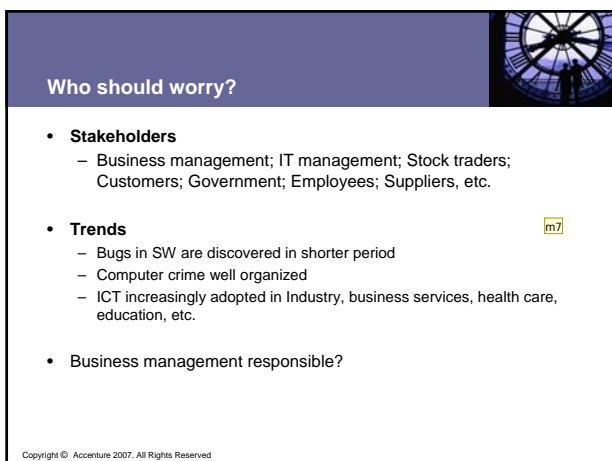 Who should worry?
• Stakeholders
– Business management; IT management; Stock traders;
Customers; Government; Employees; Suppliers, etc.
• Trends
m7
– Bugs in SW are discovered in shorter period
– Computer crime well organized
– ICT increasingly adopted in Industry, business services, health care,
education, etc.
• Business management responsible?
Copyright © Accenture 2007. All Rights Reserved